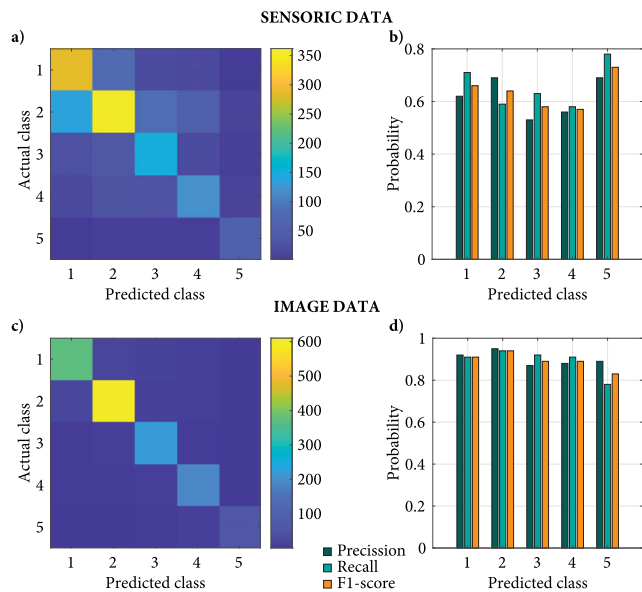 SENSORIC DATA
a)
1
2
3
4
5
Actual class
1 2 3 4 5
Predicted class
350
300
250
200
150
100
50
b)
0.8
0.6
0.4
0.2
0
Probability
1 2 3 4 5
Predicted class
IMAGE DATA
c)
1
2
3
4
5
Actual class
1 2 3 4 5
Predicted class
600
500
400
300
200
100
d)
1
0.8
0.6
0.4
0.2
0
Probability
1 2 3 4 5
Predicted class
Precission
Recall
F1-score